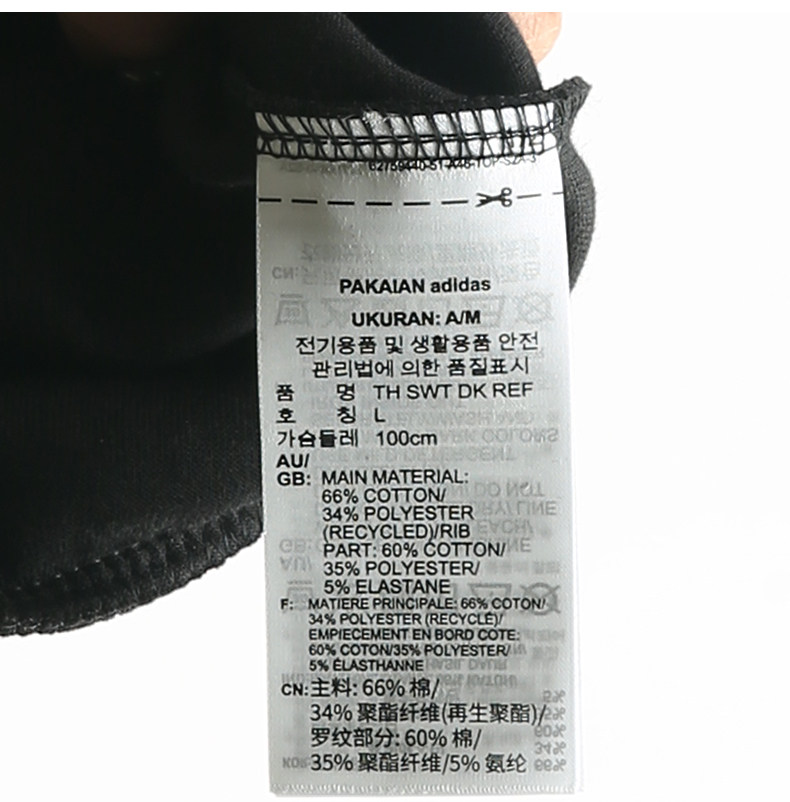 PAKAIAN adidas
UKURAN: A/M
전기용품 및 생활용품 안전
관리법에 의한 품질표시
품 명 TH SWT DK REF
호 칭 L
가슴둘레 100cm
AU/
GB: MAIN MATERIAL:
66% COTTON/
34% POLYESTER
(RECYCLED)/RIB
PART: 60% COTTON/
35% POLYESTER/
5% ELASTANE
F: MATIERE PRINCIPALE: 66% COTON/
34% POLYESTER (RECYCLÉ)/
EMPIECEMENT EN BORD COTE:
60% COTON/35% POLYESTER/
5% ÉLASTHANNE
CN: 主料: 66% 棉/
34% 聚酯纤维(再生聚酯)/
罗纹部分: 60% 棉/
35% 聚酯纤维/5% 氨纶